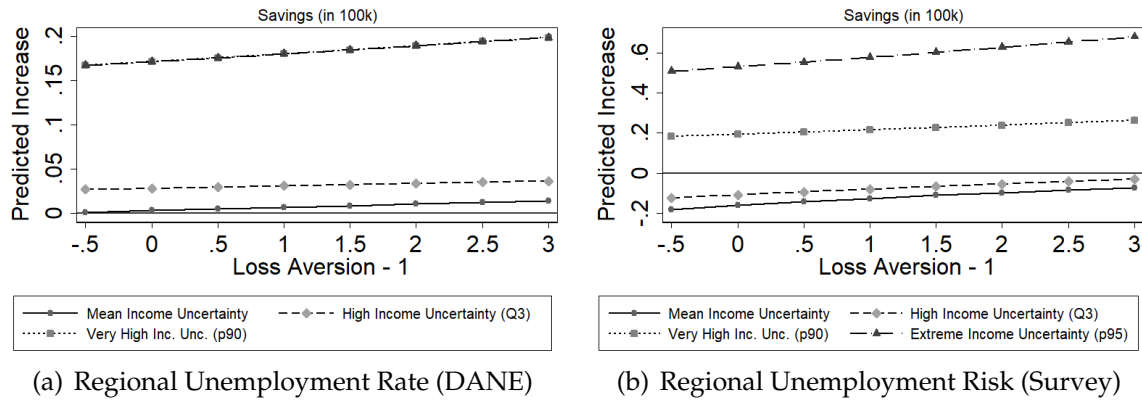 Savings (in 100k)
Predicted Increase
.2
.15
.1
.05
0
-.5 0 .5 1 1.5 2 2.5 3
Loss Aversion - 1
Mean Income Uncertainty
High Income Uncertainty (Q3)
Very High Inc. Unc. (p90)
(a) Regional Unemployment Rate (DANE)
Savings (in 100k)
Predicted Increase
.6
.4
.2
0
-.2
-.5 0 .5 1 1.5 2 2.5 3
Loss Aversion - 1
Mean Income Uncertainty
High Income Uncertainty (Q3)
Very High Inc. Unc. (p90)
Extreme Income Uncertainty (p95)
(b) Regional Unemployment Risk (Survey)